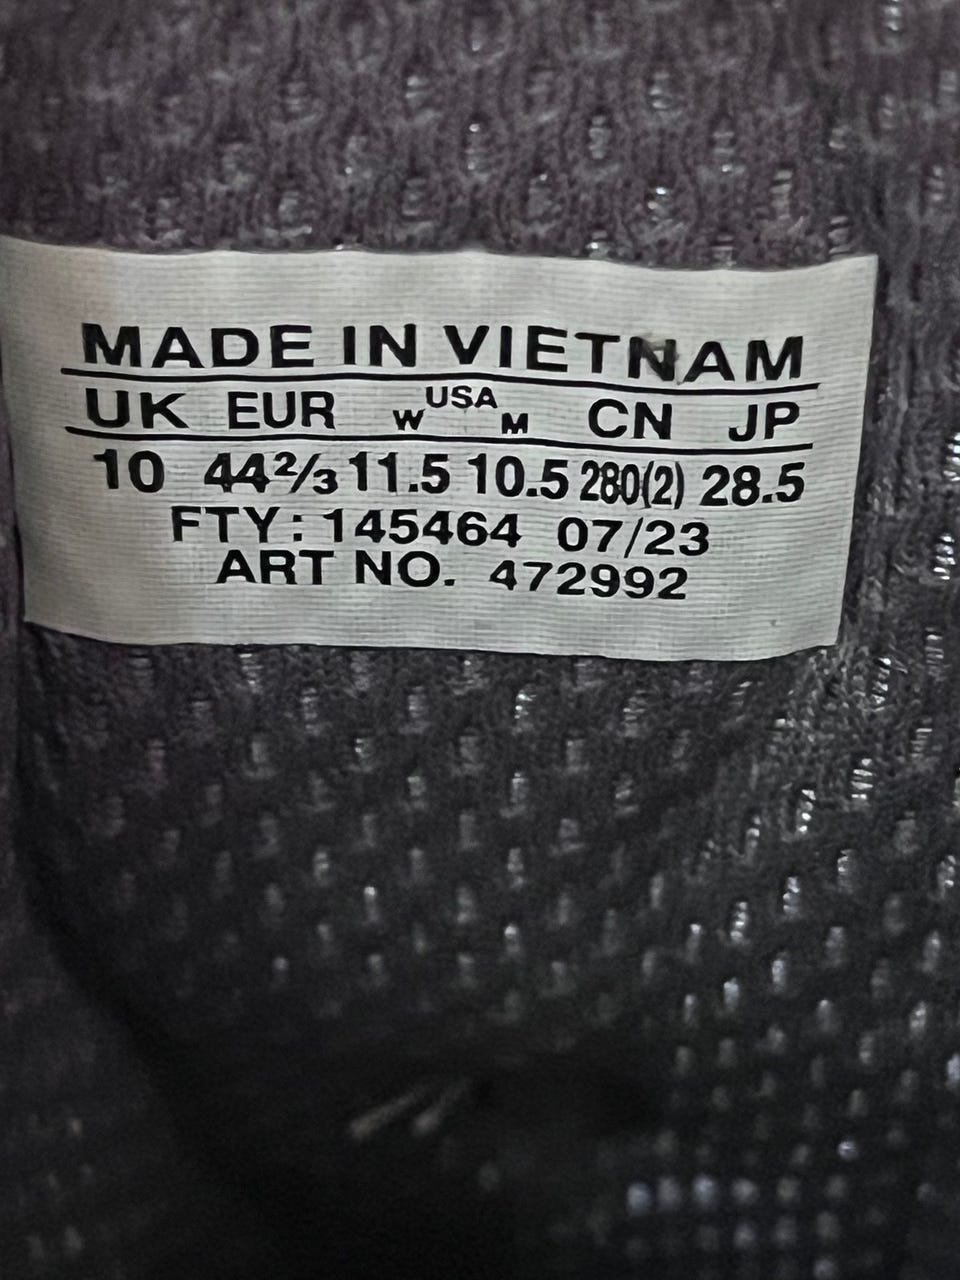 MADE IN VIETNAM
UK EUR W USA M CN JP
10 44⅔ 11.5 10.5 280(2) 28.5
FTY: 145464 07/23
ART NO. 472992